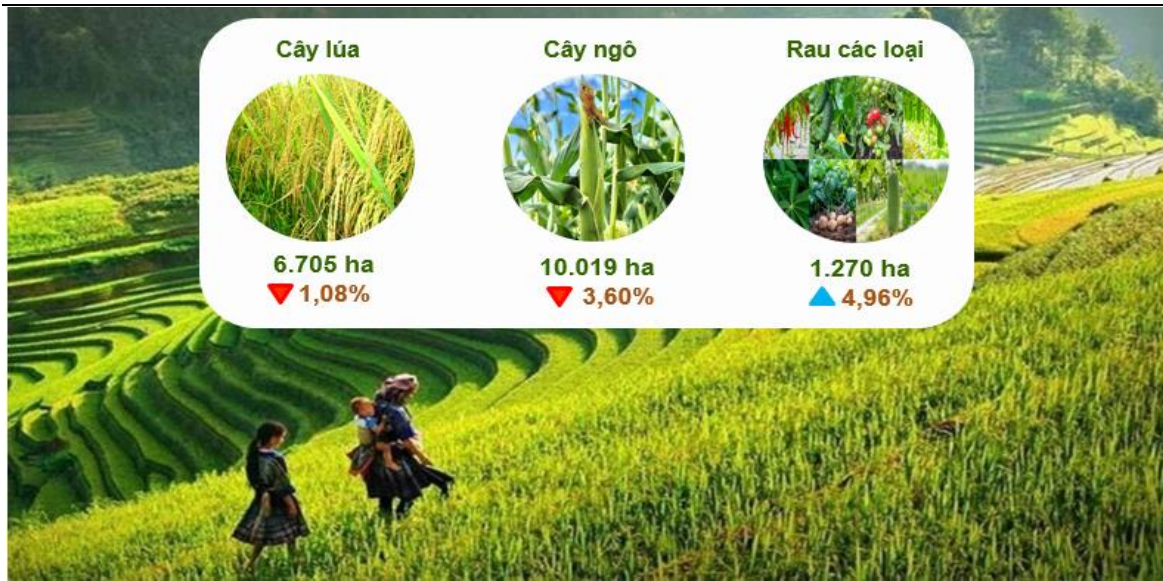 Cây lúa
Cây ngô
Rau các loại
6.705 ha
10.019 ha
1.270 ha
1,08%
3,60%
4,96%